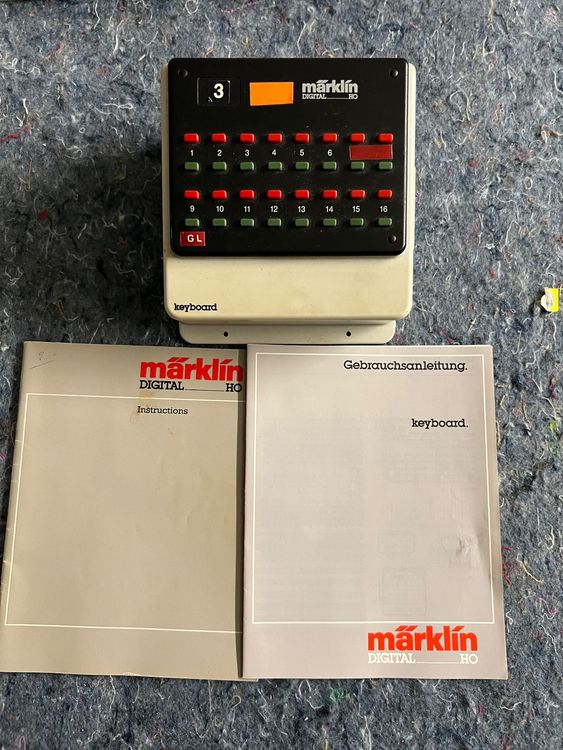 3
märklin
DIGITAL HO
1 2 3 4 5 6
9 10 11 12 13 14 15 16
GL
keyboard
märklin
DIGITAL HO
Instructions
Gebrauchsanleitung.
keyboard.
märklin
DIGITAL HO